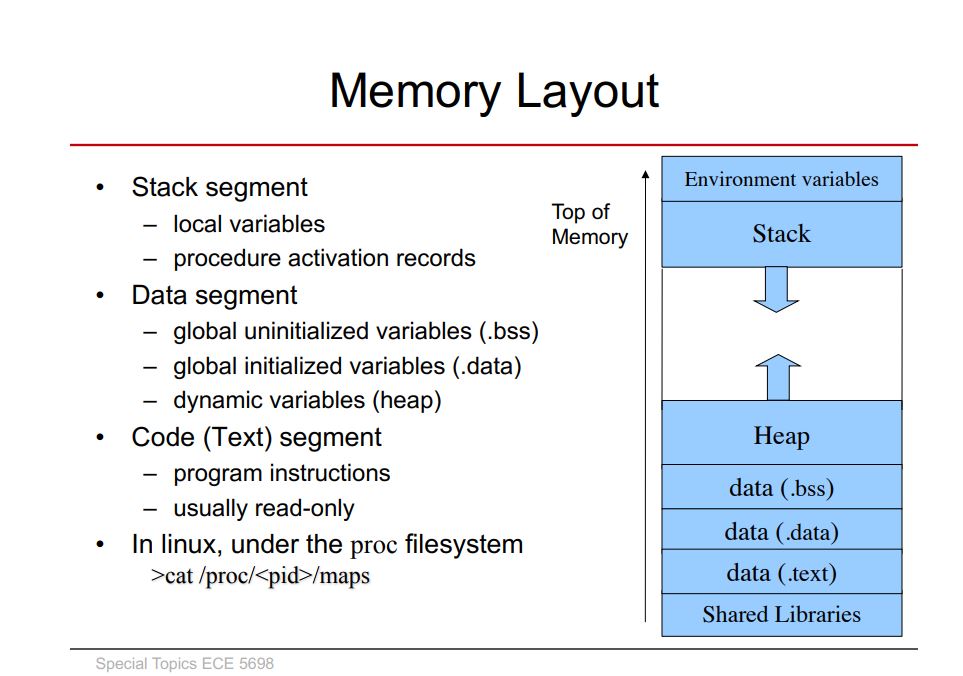 Memory Layout
• Stack segment
– local variables
– procedure activation records
• Data segment
– global uninitialized variables (.bss)
– global initialized variables (.data)
– dynamic variables (heap)
• Code (Text) segment
– program instructions
– usually read-only
• In linux, under the proc filesystem
>cat /proc/<pid>/maps
Top of
Memory
Environment variables
Stack
Heap
data (.bss)
data (.data)
data (.text)
Shared Libraries
Special Topics ECE 5698